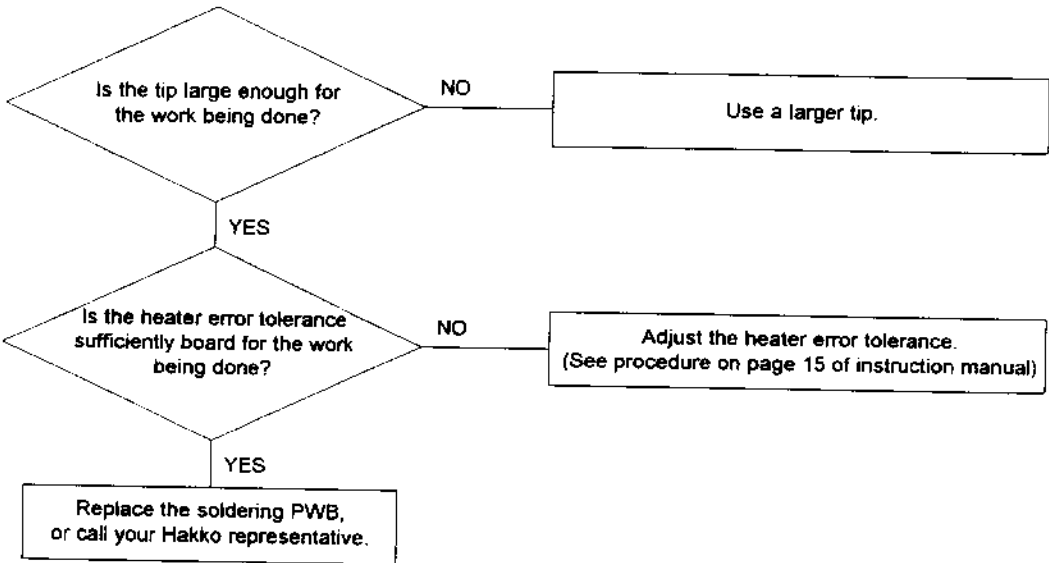 Is the tip large enough for
the work being done?
NO
Use a larger tip.
YES
Is the heater error tolerance
sufficiently board for the work
being done?
NO
Adjust the heater error tolerance.
(See procedure on page 15 of instruction manual)
YES
Replace the soldering PWB,
or call your Hakko representative.